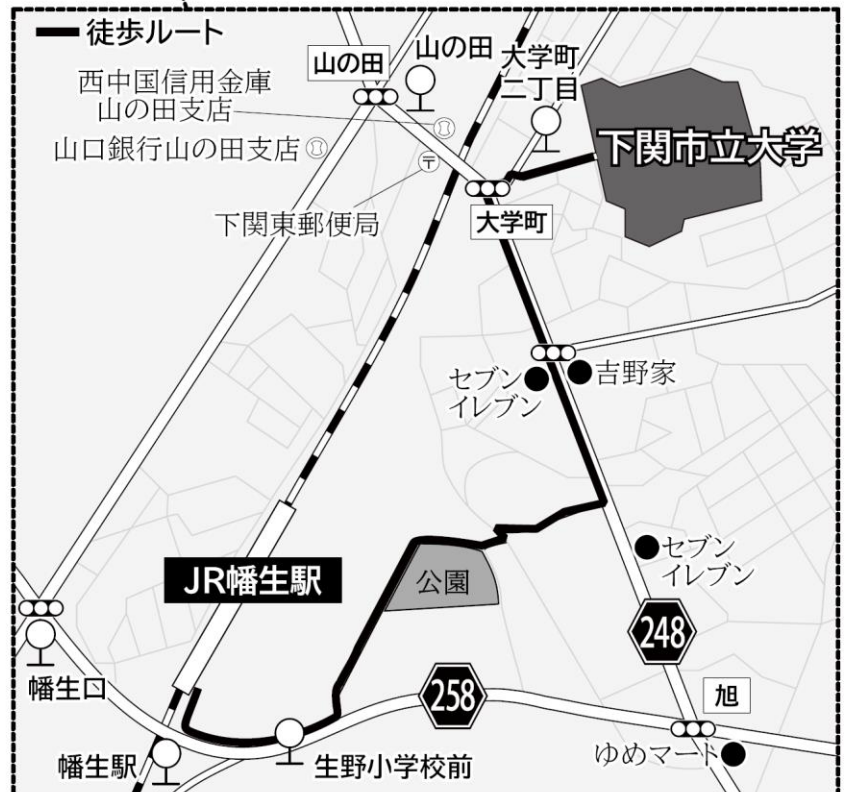 徒歩ルート
山の田
山の田
大学町
二丁目
西中国信用金庫
山の田支店
山口銀行山の田支店
〒
下関市立大学
下関東郵便局
大学町
セブン
イレブン
吉野家
セブン
イレブン
JR幡生駅
公園
248
258
旭
幡生口
幡生駅
生野小学校前
ゆめマート